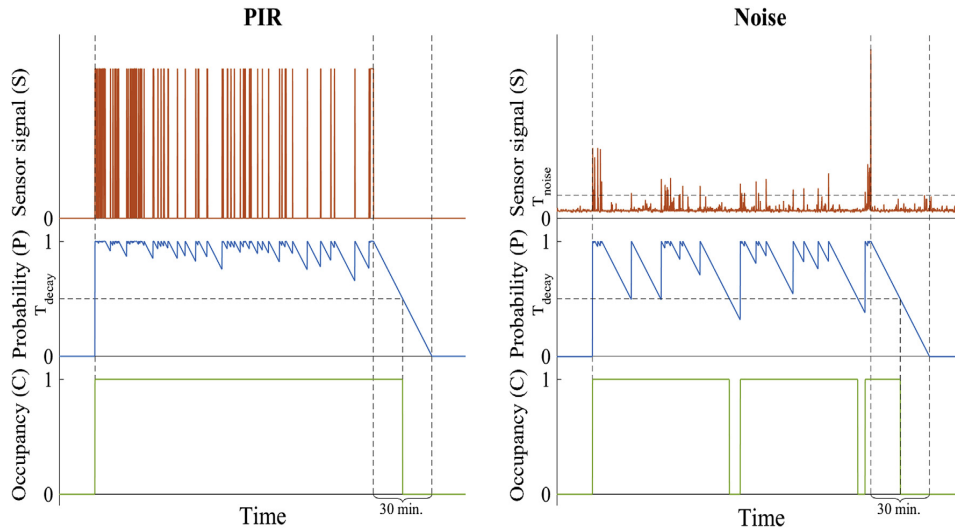 PIR
Sensor signal (S)
0
Probability (P)
1
T decay
0
Occupancy (C)
1
0
30 min.
Time
Noise
Sensor signal (S)
T noise
0
Probability (P)
1
T decay
0
Occupancy (C)
1
0
30 min.
Time